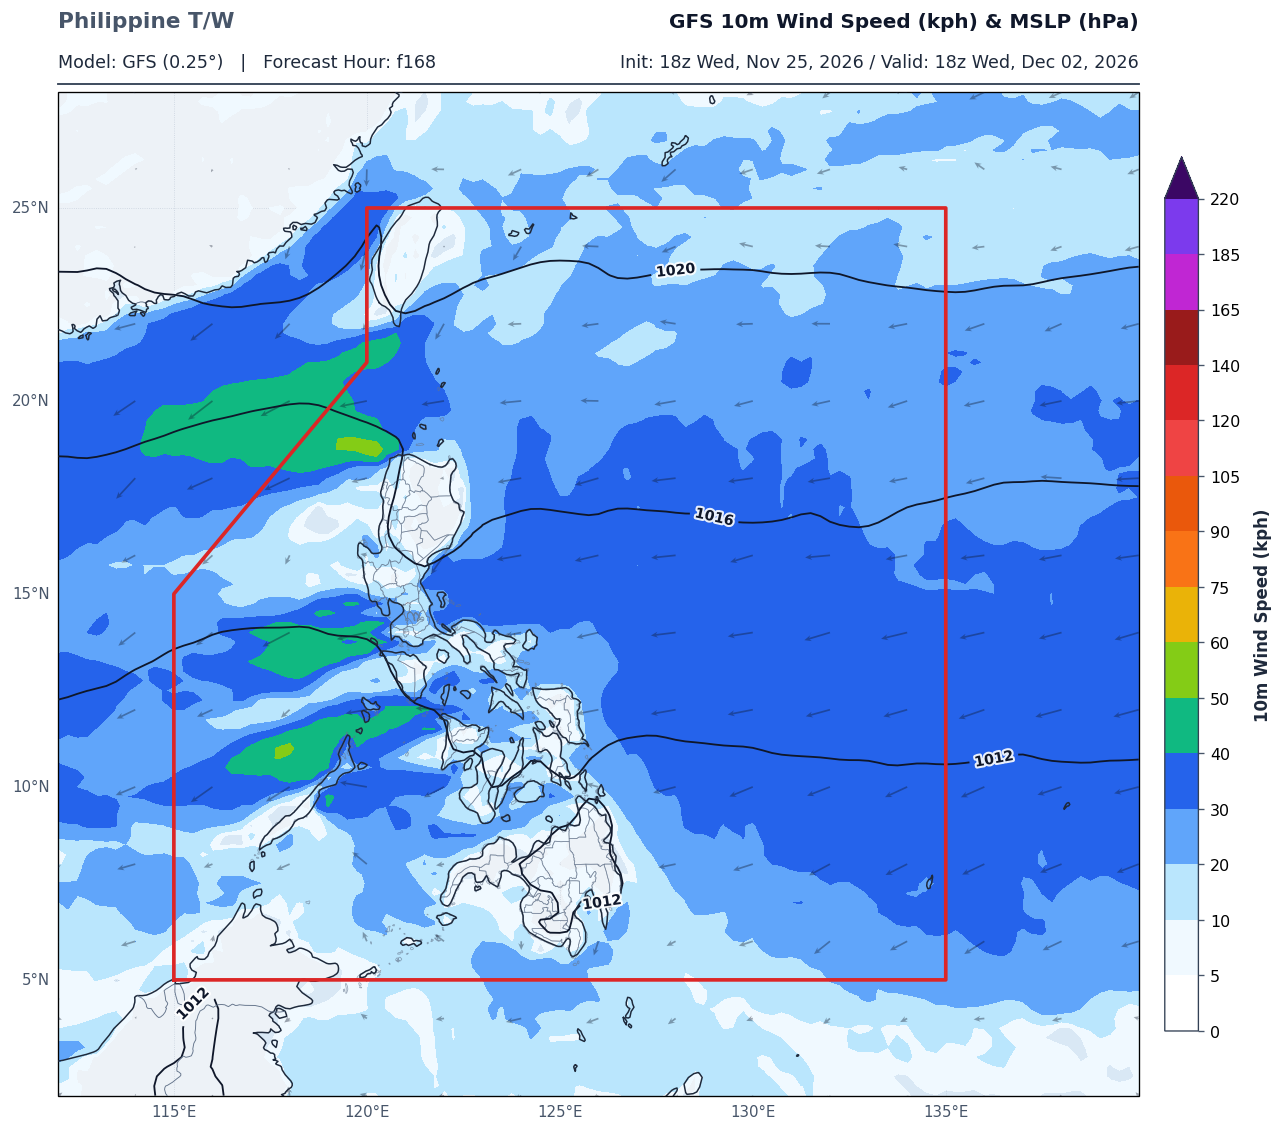 Philippine T/W
GFS 10m Wind Speed (kph) & MSLP (hPa)
Model: GFS (0.25°) | Forecast Hour: f168
Init: 18z Wed, Nov 25, 2026 / Valid: 18z Wed, Dec 02, 2026
25°N
20°N
15°N
10°N
5°N
115°E
120°E
125°E
130°E
135°E
1020
1016
1012
1012
1012
220
185
165
140
120
105
90
75
60
50
40
30
20
10
5
0
10m Wind Speed (kph)